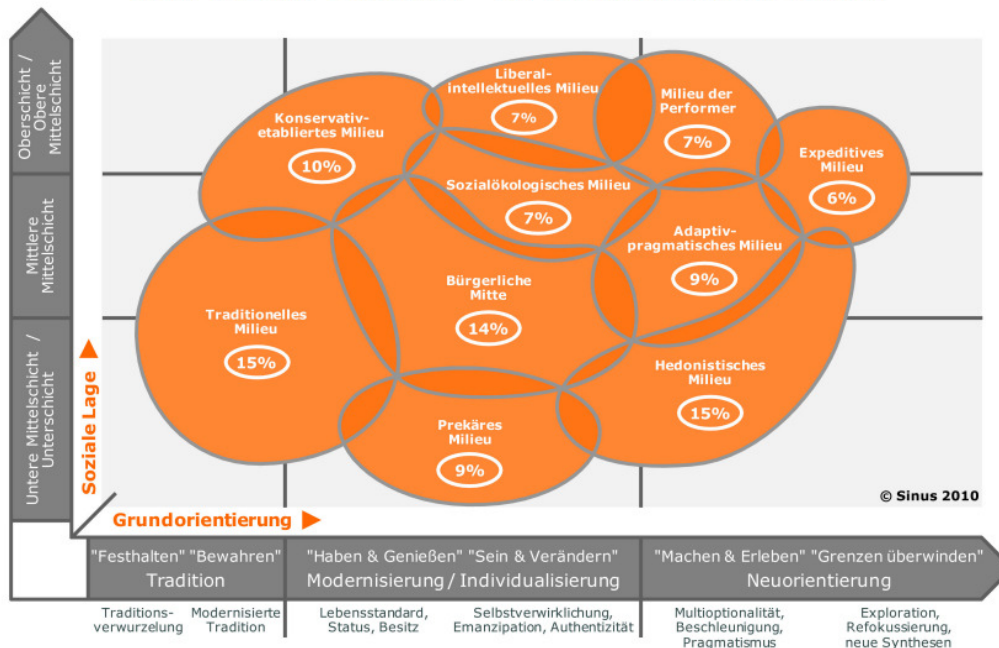 Oberschicht /
Obere
Mittelschicht
Mittlere
Mittelschicht
Untere Mittelschicht /
Unterschicht
Soziale Lage
Konservativ-
etabliertes Milieu
10%
Liberal-
intellektuelles Milieu
7%
Milieu der
Performer
7%
Expeditives
Milieu
6%
Sozialökologisches Milieu
7%
Adaptiv-
pragmatisches Milieu
9%
Traditionelles
Milieu
15%
Bürgerliche
Mitte
14%
Hedonistisches
Milieu
15%
Prekäres
Milieu
9%
© Sinus 2010
Grundorientierung
"Festhalten" "Bewahren"
Tradition
"Haben & Genießen" "Sein & Verändern"
Modernisierung / Individualisierung
"Machen & Erleben" "Grenzen überwinden"
Neuorientierung
Traditions-
verwurzelung
Modernisierte
Tradition
Lebensstandard,
Status, Besitz
Selbstverwirklichung,
Emanzipation, Authentizität
Multioptionalität,
Beschleunigung,
Pragmatismus
Exploration,
Refokussierung,
neue Synthesen